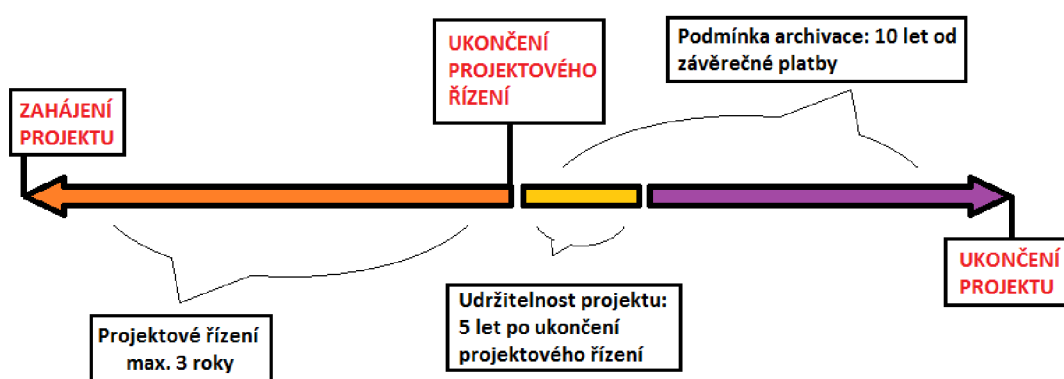 ZAHÁJENÍ
PROJEKTU
UKONČENÍ
PROJEKTOVÉHO
ŘÍZENÍ
Podmínka archivace: 10 let od
závěrečné platby
Projektové řízení
max. 3 roky
Udržitelnost projektu:
5 let po ukončení
projektového řízení
UKONČENÍ
PROJEKTU